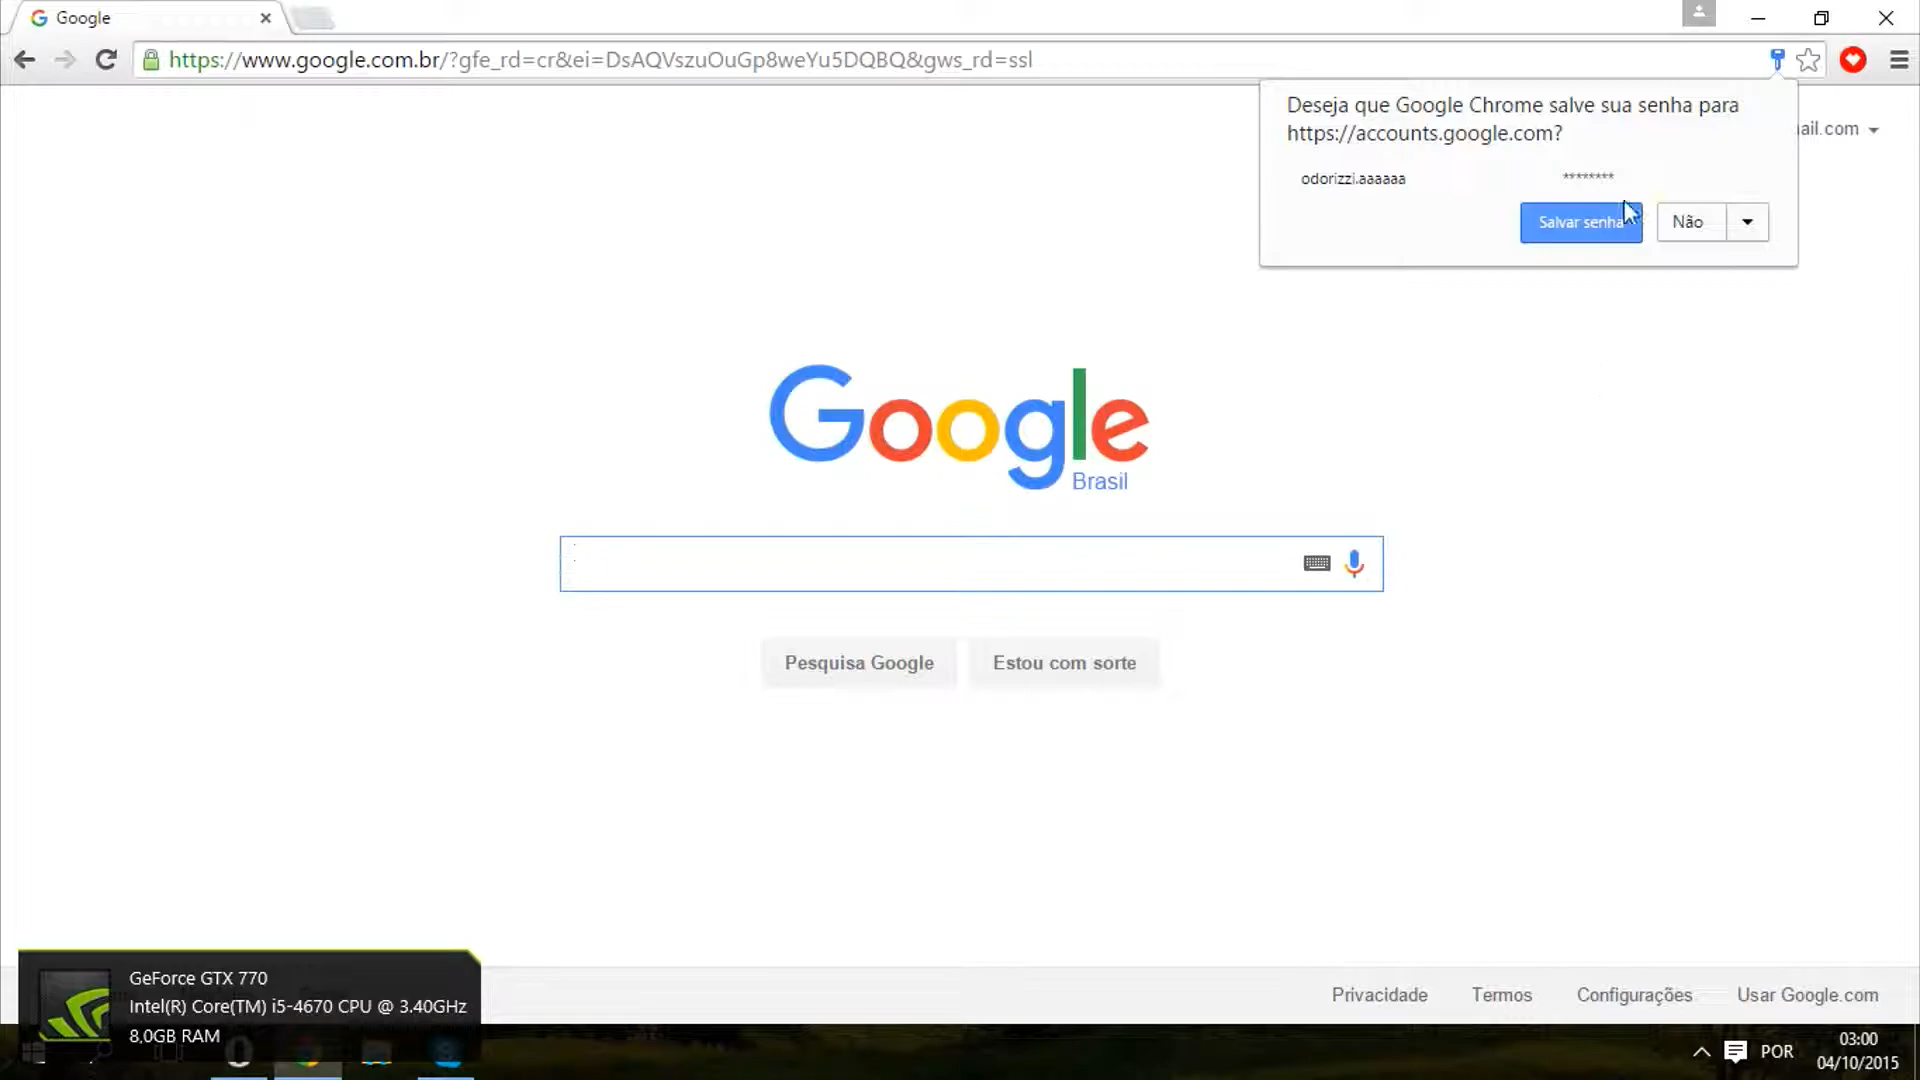 Google
https://www.google.com.br/?gfe_rd=cr&ei=DsAQVszuOuGp8weYu5DQBQ&gws_rd=ssl
Deseja que Google Chrome salve sua senha para
https://accounts.google.com?
ail.com
odorizzi.aaaaaa ********
Salvar senha Não
Google
Brasil
Pesquisa Google Estou com sorte
GeForce GTX 770
Intel(R) Core(TM) i5-4670 CPU @ 3.40GHz
8,0GB RAM
Privacidade Termos Configurações Usar Google.com
POR
03:00
04/10/2015